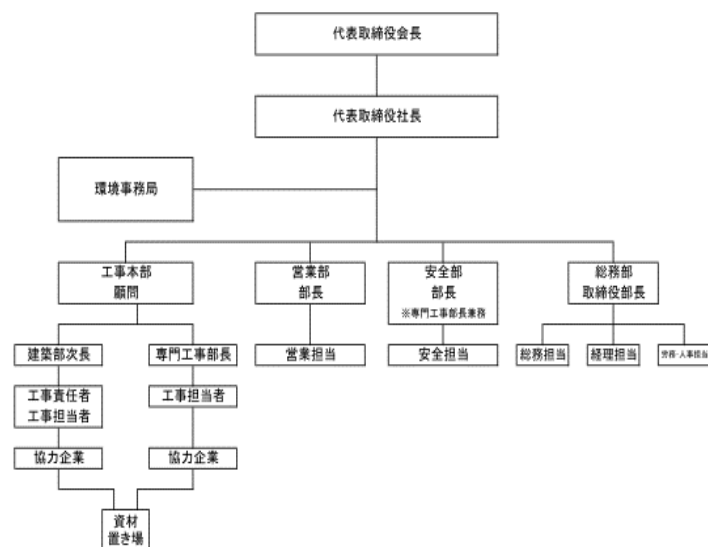 代表取締役会長
代表取締役社長
環境事務局
工事本部
顧問
営業部
部長
安全部
部長
※専門工事部長兼務
総務部
取締役部長
建築部次長
専門工事部長
営業担当
安全担当
総務担当
経理担当
労務・人事担当
工事責任者
工事担当者
工事担当者
協力企業
協力企業
資材
置き場